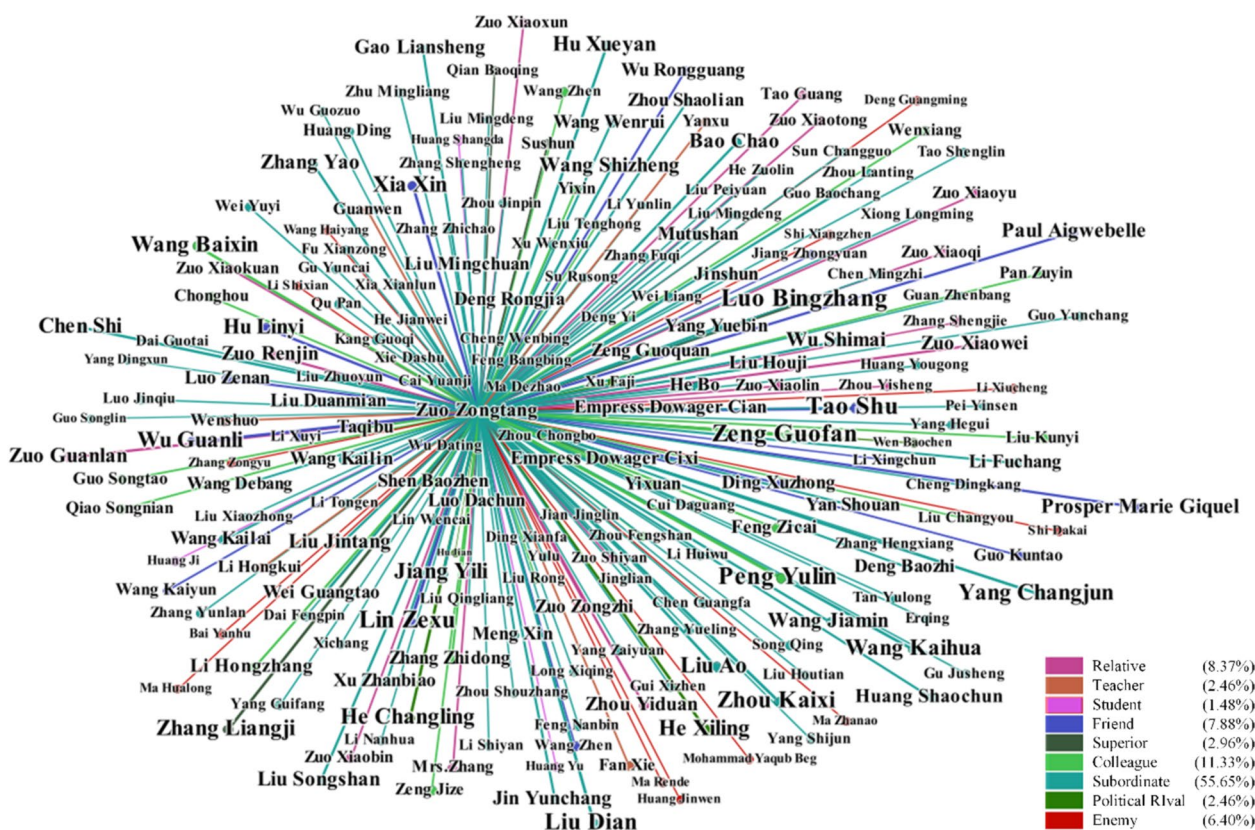 Zuo Xiaoxun
Gao Liansheng
Hu Xueyan
Qian Baoqing
Wu Rongguang
Zhu Mingliang
Wang Zhen
Tao Guang
Deng Guangming
Wu Guozuo
Zhou Shaolian
Liu Mingdeng
Wang Wenrui
Yanxu
Zuo Xiaotong
Huang Ding
Huang Shangda
Sushun
Bao Chao
Wenxiang
Zhang Yao
Zhang Shengheng
Wang Shizheng
Sun Changguo
Tao Shenglin
He Zuolin
Zhou Lanting
Xia Xin
Yixin
Liu Peiyuan
Guo Baochang
Zuo Xiaoyu
Wei Yuyi
Guanwen
Zhou Jinpin
Li Yunlin
Liu Mingdeng
Xiong Longming
Wang Haiyang
Zhang Zhichao
Liu Tenghong
Mutushan
Shi Xiangzhen
Paul Aigwebelle
Wang Baixin
Fu Xianzong
Xu Wenxiu
Zhang Fuqi
Jiang Zhongyuan
Zuo Xiaoqi
Zuo Xiaokuan
Gu Yuncai
Liu Mingchuan
Su Rusong
Jinshun
Chen Mingzhi
Pan Zuyin
Li Shixian
Xia Xianlun
Chonghou
Qu Pan
Deng Rongjia
Wei Liang
Luo Bingzhang
Guan Zhenbang
Chen Shi
Hu Linyi
He Jianwei
Deng Yi
Yang Yuebin
Zhang Shengjie
Guo Yunchang
Dai Guotai
Kang Guoqi
Cheng Wenbing
Wu Shimai
Zuo Xiaowei
Yang Dingxun
Zuo Renjin
Xie Dashu
Feng Bangbing
Zeng Guoquan
Liu Houji
Huang Yougong
Luo Zenan
Liu Zhuoyun
Cai Yuanji
Ma Dezhao
Xu Faji
He Bo
Zuo Xiaolin
Zhou Yisheng
Li Xiucheng
Luo Jinqiu
Liu Duanmian
Zuo Zongtang
Empress Dowager Cian
Tao Shu
Pei Yinsen
Guo Songlin
Wenshuo
Taqibu
Yang Hegui
Wu Guanli
Li Xuyi
Wu Dating
Zhou Chongbo
Zeng Guofan
Wen Baochen
Liu Kunyi
Zuo Guanlan
Zhang Zongyu
Wang Kailin
Empress Dowager Cixi
Li Xingchun
Li Fuchang
Guo Songtao
Wang Debang
Shen Baozhen
Yixuan
Ding Xuzhong
Cheng Dingkang
Qiao Songnian
Li Tongen
Luo Dachun
Cui Daguang
Yan Shouan
Prosper Marie Giquel
Liu Xiaozhong
Lin Wencai
Jian Jinglin
Feng Zicai
Liu Changyou
Shi Dakai
Wang Kailai
Liu Jintang
Ding Xianfa
Zhou Fengshan
Zhang Hengxiang
Huang Ji
Li Hongkui
Hudian
Yulu
Zuo Shiyan
Li Huiwu
Guo Kuntao
Jiang Yili
Liu Rong
Jinglian
Peng Yulin
Deng Baozhi
Wang Kaiyun
Wei Guangtao
Liu Qingliang
Zuo Zongzhi
Chen Guangfa
Tan Yulong
Yang Changjun
Zhang Yunlan
Dai Fengpin
Lin Zexu
Wang Jiamin
Erqing
Bai Yanhu
Xichang
Meng Xin
Zhang Yueling
Song Qing
Wang Kaihua
Li Hongzhang
Zhang Zhidong
Yang Zaiyuan
Liu Ao
Liu Houtian
Gu Jusheng
Ma Hualong
Xu Zhanbiao
Long Xiqing
Gui Xizhen
Huang Shaochun
Yang Guifang
Zhou Shouzhang
Zhou Yiduan
Zhou Kaixi
Zhang Liangji
He Changling
Feng Nanbin
He Xiling
Ma Zhanao
Li Nanhua
Li Shiyan
Wang Zhen
Yang Shijun
Zuo Xiaobin
Mrs.Zhang
Huang Yu
Fan Xie
Mohammad Yaqub Beg
Liu Songshan
Zeng Jize
Ma Rende
Jin Yunchang
Huang Jinwen
Liu Dian
Relative (8.37%)
Teacher (2.46%)
Student (1.48%)
Friend (7.88%)
Superior (2.96%)
Colleague (11.33%)
Subordinate (55.65%)
Political RIval (2.46%)
Enemy (6.40%)